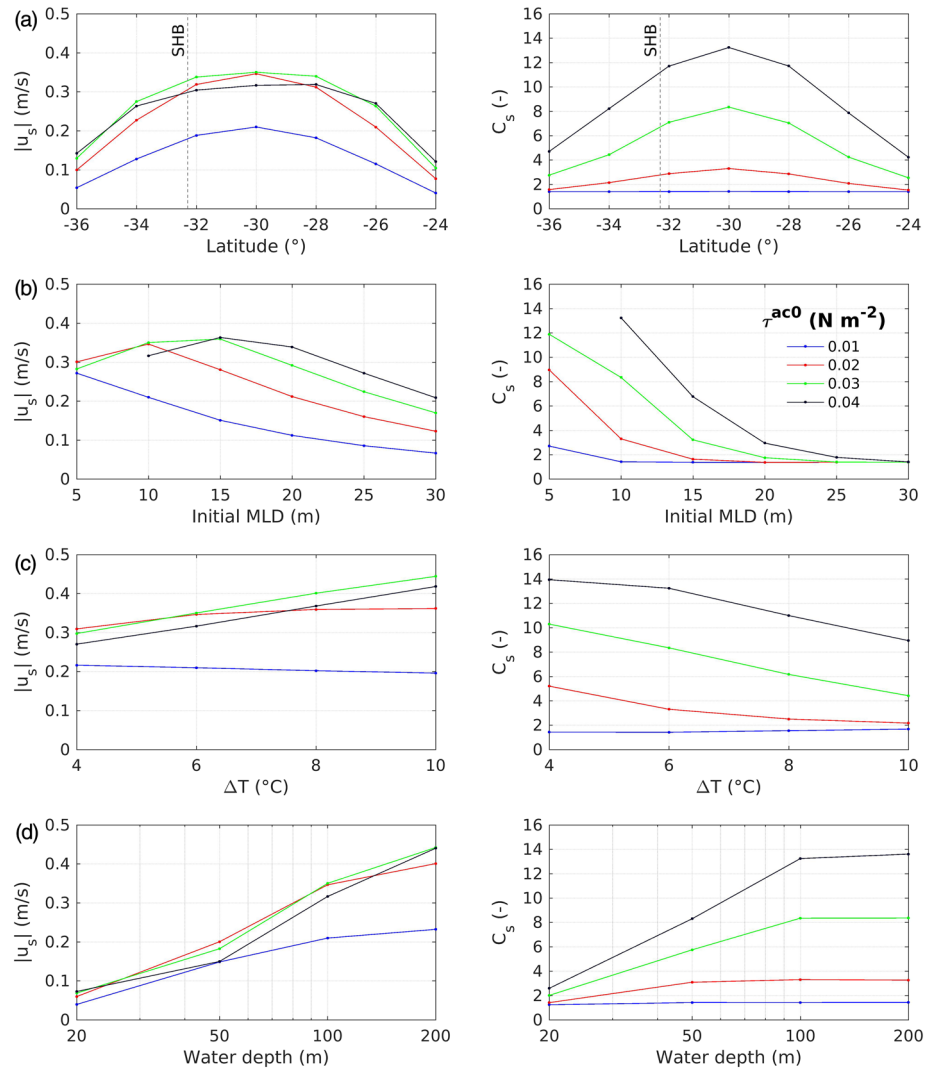 (a)
0.5
0.4
0.3
0.2
0.1
0
|u_s| (m/s)
SHB
-36 -34 -32 -30 -28 -26 -24
Latitude (°)
16
14
12
10
8
6
4
2
0
C_s (-)
SHB
-36 -34 -32 -30 -28 -26 -24
Latitude (°)
(b)
0.5
0.4
0.3
0.2
0.1
0
|u_s| (m/s)
5 10 15 20 25 30
Initial MLD (m)
16
14
12
10
8
6
4
2
0
C_s (-)
τ^ac0 (N m^-2)
0.01
0.02
0.03
0.04
5 10 15 20 25 30
Initial MLD (m)
(c)
0.5
0.4
0.3
0.2
0.1
0
|u_s| (m/s)
4 6 8 10
ΔT (°C)
16
14
12
10
8
6
4
2
0
C_s (-)
4 6 8 10
ΔT (°C)
(d)
0.5
0.4
0.3
0.2
0.1
0
|u_s| (m/s)
20 50 100 200
Water depth (m)
16
14
12
10
8
6
4
2
0
C_s (-)
20 50 100 200
Water depth (m)